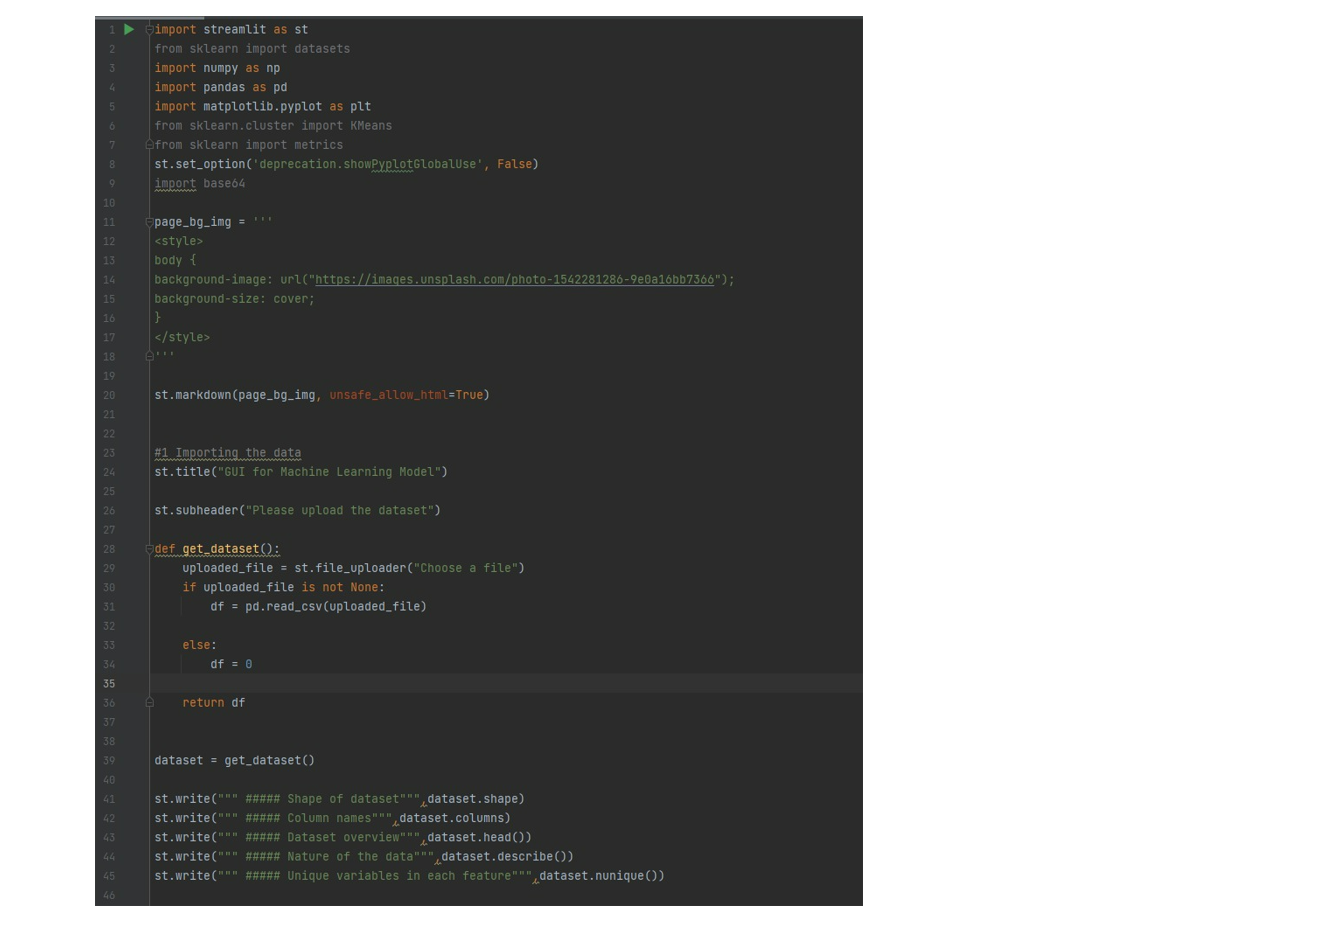 1 import streamlit as st
2 from sklearn import datasets
3 import numpy as np
4 import pandas as pd
5 import matplotlib.pyplot as plt
6 from sklearn.cluster import KMeans
7 from sklearn import metrics
8 st.set_option('deprecation.showPyplotGlobalUse', False)
9 import base64
10
11 page_bg_img = '''
12 <style>
13 body {
14 background-image: url("https://images.unsplash.com/photo-1542281286-9e0a16bb7366");
15 background-size: cover;
16 }
17 </style>
18 '''
19
20 st.markdown(page_bg_img, unsafe_allow_html=True)
21
22
23 #1 Importing the data
24 st.title("GUI for Machine Learning Model")
25
26 st.subheader("Please upload the dataset")
27
28 def get_dataset():
29     uploaded_file = st.file_uploader("Choose a file")
30     if uploaded_file is not None:
31         df = pd.read_csv(uploaded_file)
32
33     else:
34         df = 0
35
36     return df
37
38
39 dataset = get_dataset()
40
41 st.write(""" ##### Shape of dataset""",dataset.shape)
42 st.write(""" ##### Column names""",dataset.columns)
43 st.write(""" ##### Dataset overview""",dataset.head())
44 st.write(""" ##### Nature of the data""",dataset.describe())
45 st.write(""" ##### Unique variables in each feature""",dataset.nunique())
46